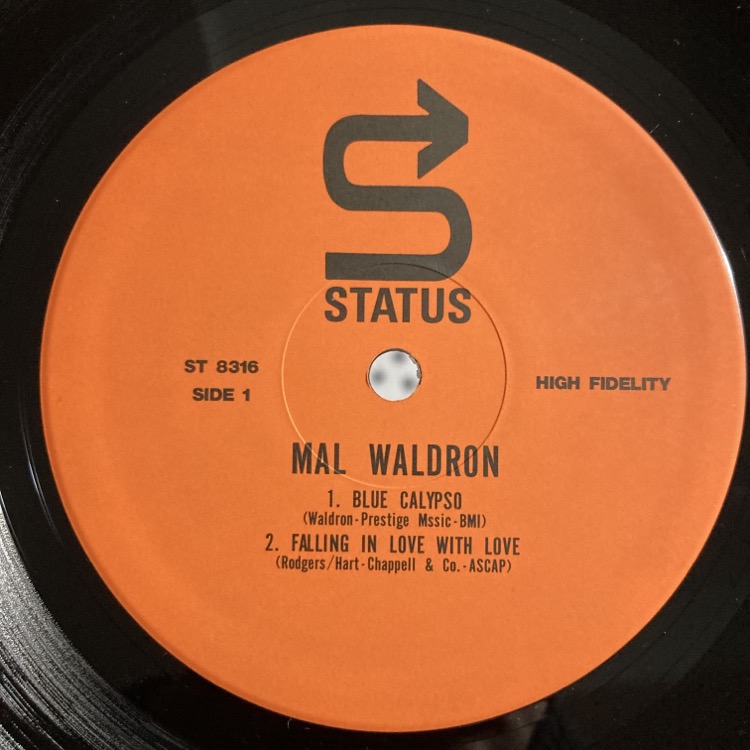 STATUS
ST 8316
SIDE 1
HIGH FIDELITY
MAL WALDRON
1. BLUE CALYPSO
(Waldron-Prestige Mssic-BMI)
2. FALLING IN LOVE WITH LOVE
(Rodgers/Hart-Chappell & Co.-ASCAP)